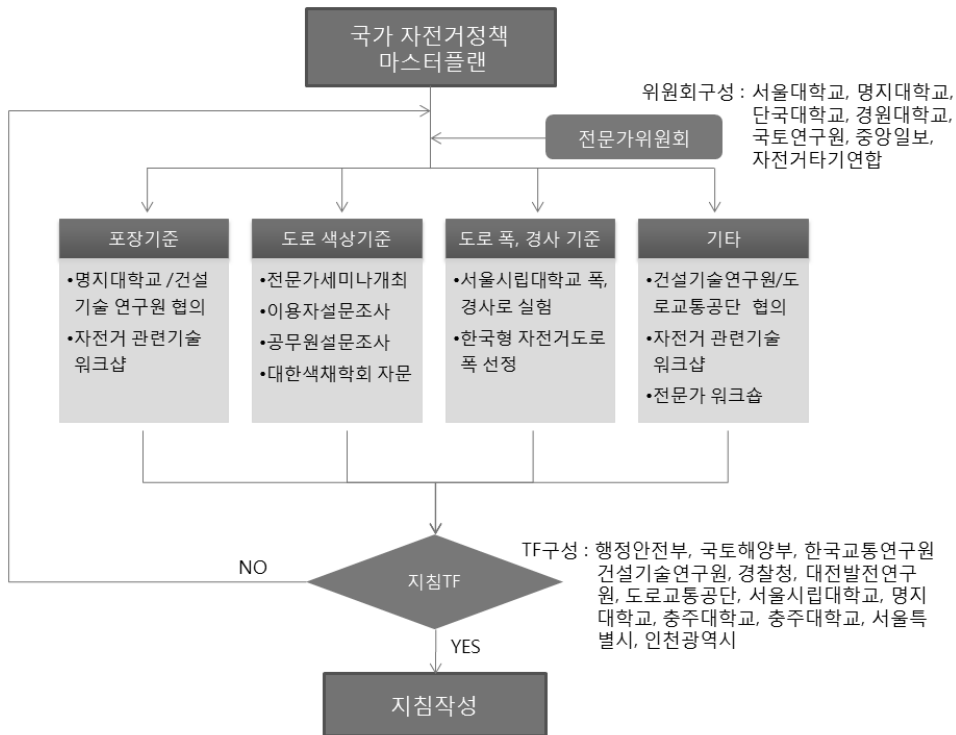 국가 자전거정책
마스터플랜
위원회구성 : 서울대학교, 명지대학교,
단국대학교, 경원대학교,
국토연구원, 중앙일보,
자전거타기연합
전문가위원회
포장기준
•명지대학교 /건설
기술 연구원 협의
•자전거 관련기술
워크샵
도로 색상기준
•전문가세미나개최
•이용자설문조사
•공무원설문조사
•대한색채학회 자문
도로 폭, 경사 기준
•서울시립대학교 폭,
경사로 실험
•한국형 자전거도로
폭 선정
기타
•건설기술연구원/도
로교통공단 협의
•자전거 관련기술
워크샵
•전문가 워크숍
NO
지침TF
TF구성 : 행정안전부, 국토해양부, 한국교통연구원
건설기술연구원, 경찰청, 대전발전연구
원, 도로교통공단, 서울시립대학교, 명지
대학교, 충주대학교, 충주대학교, 서울특
별시, 인천광역시
YES
지침작성